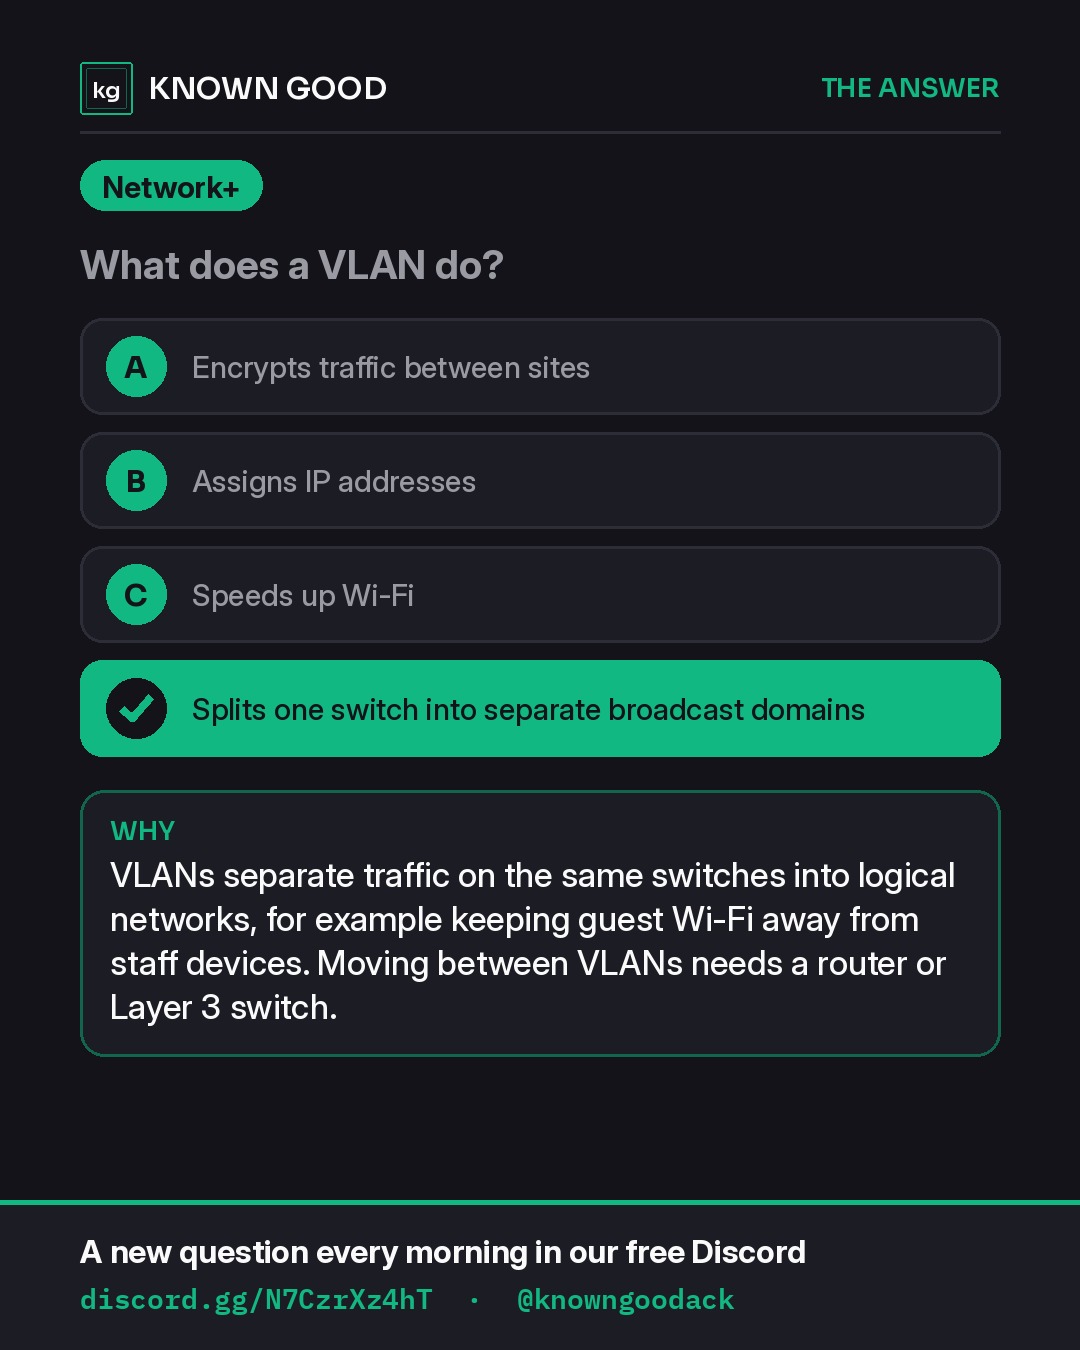 kg KNOWN GOOD
THE ANSWER
Network+
What does a VLAN do?
A Encrypts traffic between sites
B Assigns IP addresses
C Speeds up Wi-Fi
Splits one switch into separate broadcast domains
WHY
VLANs separate traffic on the same switches into logical
networks, for example keeping guest Wi-Fi away from
staff devices. Moving between VLANs needs a router or
Layer 3 switch.
A new question every morning in our free Discord
discord.gg/N7CzrXz4hT · @knowngoodack